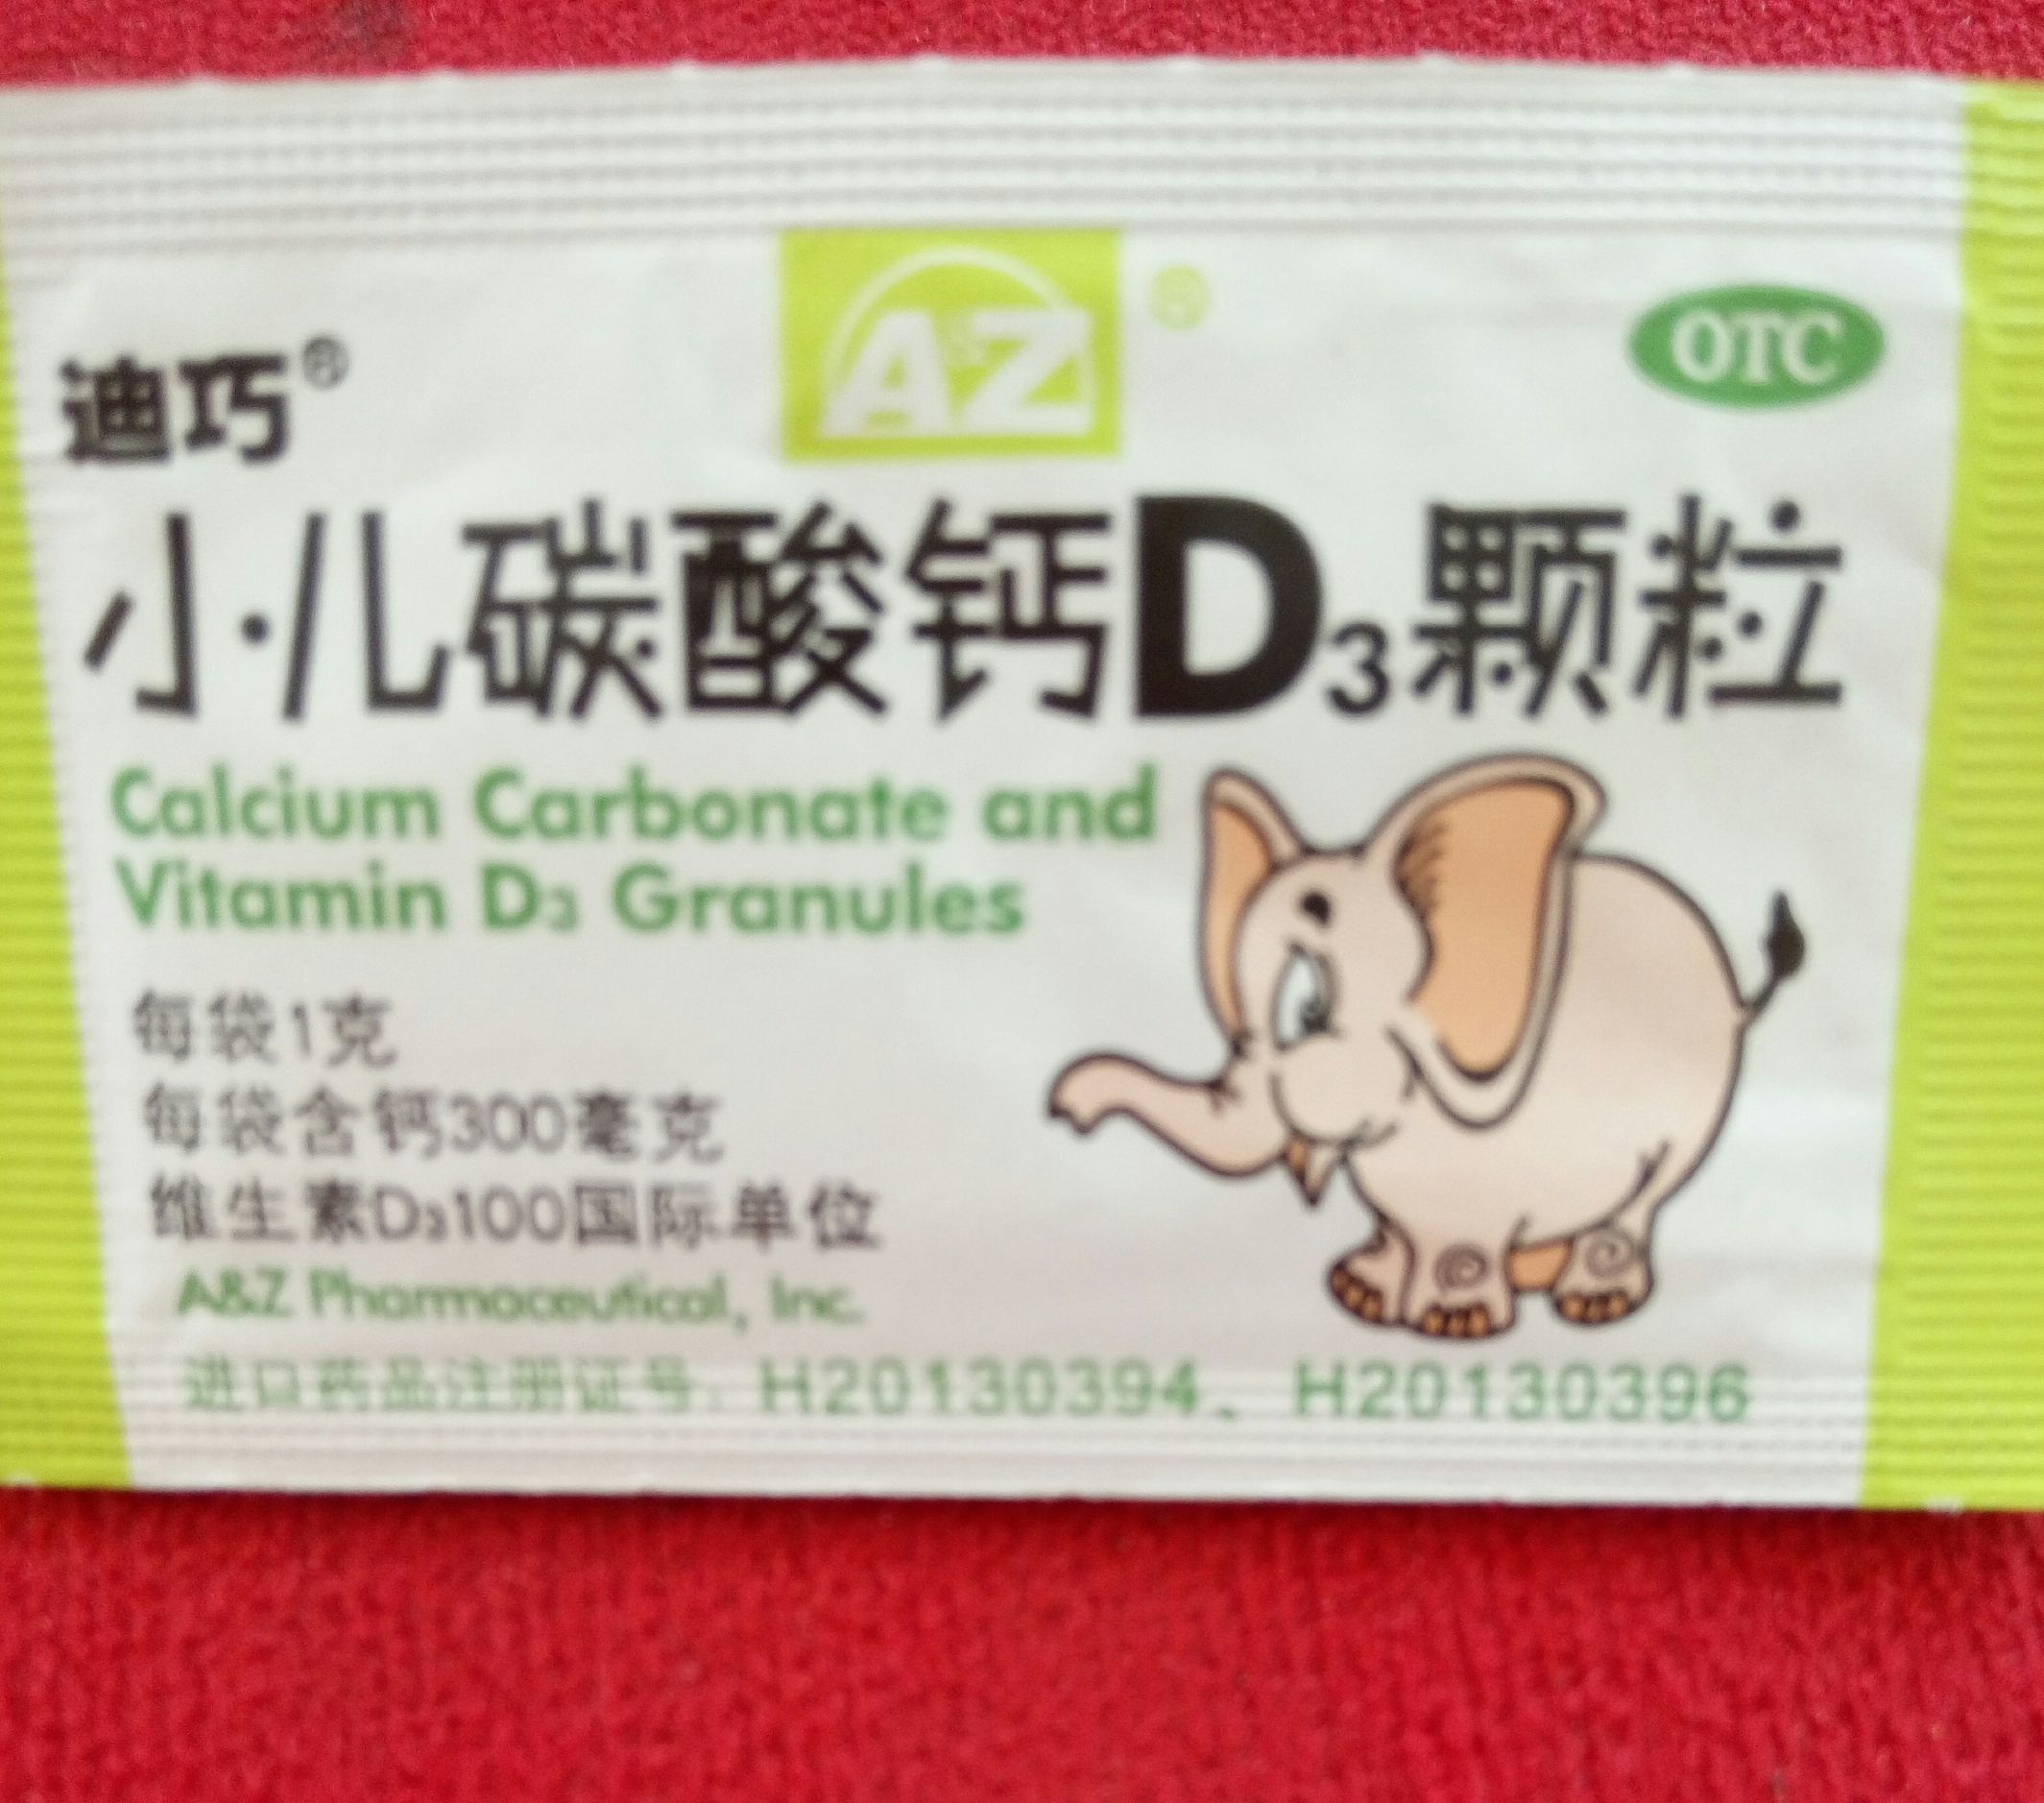 A&Z®
OTC
迪巧®
小儿碳酸钙D₃颗粒
Calcium Carbonate and
Vitamin D₃ Granules
每袋1克
每袋含钙300毫克
维生素D₃100国际单位
A&Z Pharmaceutical, Inc.
进口药品注册证号：H20130394、H20130396